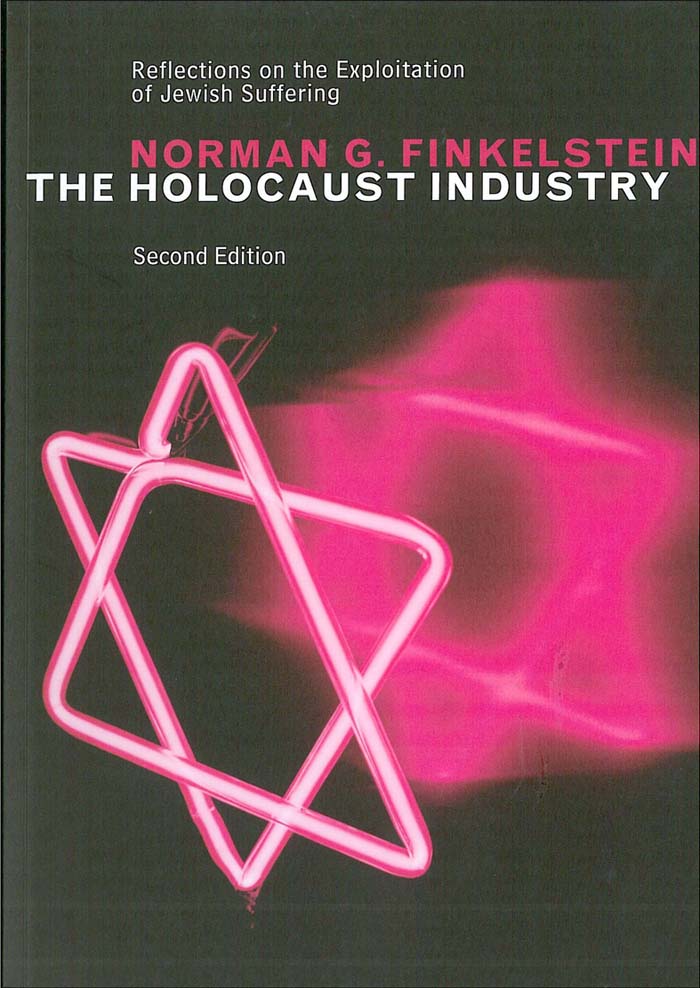 Reflections on the Exploitation
of Jewish Suffering
NORMAN G. FINKELSTEIN
THE HOLOCAUST INDUSTRY
Second Edition